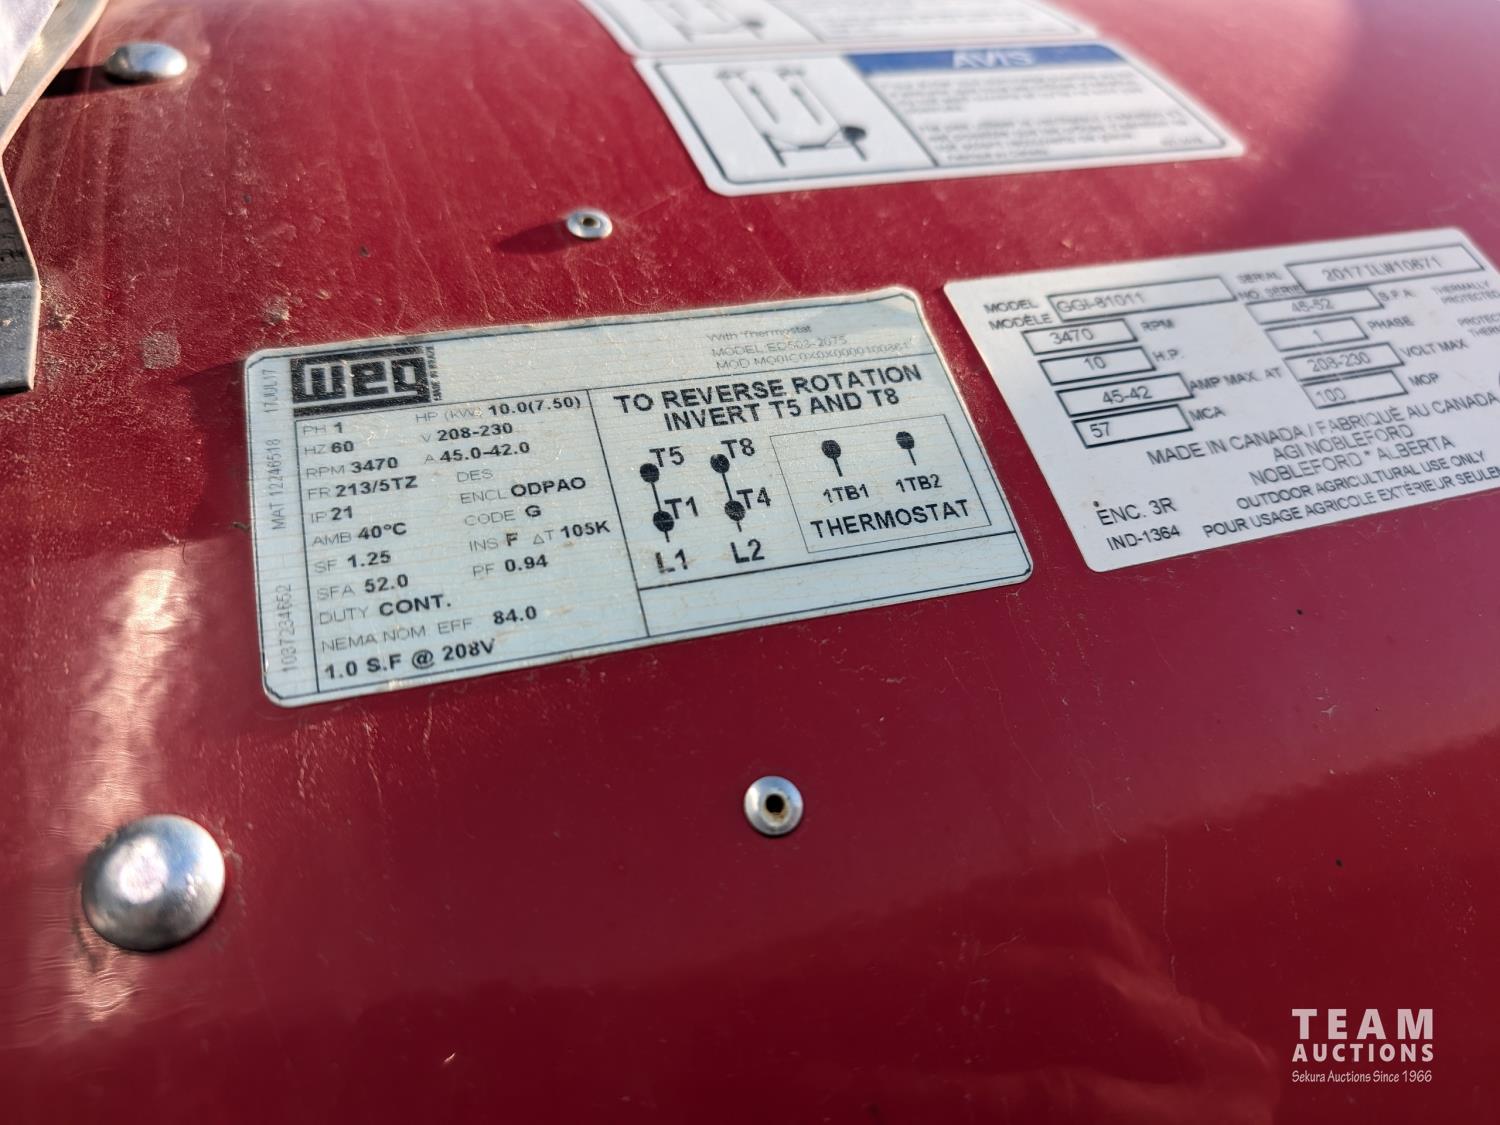 AVIS
weg
With Thermostat
MODEL ED503-2075
17JUL17
MAT 12246518
1037234652
PH 1 HP (kW) 10.0(7.50)
HZ 60 V 208-230
RPM 3470 A 45.0-42.0
FR 213/5TZ DES
IP 21 ENCL ODPAO
AMB 40°C CODE G
SF 1.25 INS F ΔT 105K
SFA 52.0 PF 0.94
DUTY CONT.
NEMA NOM. EFF 84.0
1.0 S.F @ 208V
TO REVERSE ROTATION
INVERT T5 AND T8
T5 T8
T1 T4
L1 L2
1TB1 1TB2
THERMOSTAT
MODEL
MODÈLE GGI-81011
SERIAL
NO. SÉRIE 20171LW10671
3470 RPM
45-52 S.F.A.
THERMALLY
PROTECTED
10 H.P.
1 PHASE
45-42 AMP MAX. AT
208-230 VOLT MAX
57 MCA
100 MOP
MADE IN CANADA / FABRIQUÉ AU CANADA
AGI NOBLEFORD
NOBLEFORD * ALBERTA
ENC. 3R
IND-1364
OUTDOOR AGRICULTURAL USE ONLY
POUR USAGE AGRICOLE EXTÉRIEUR
TEAM
AUCTIONS
Sekura Auctions Since 1966